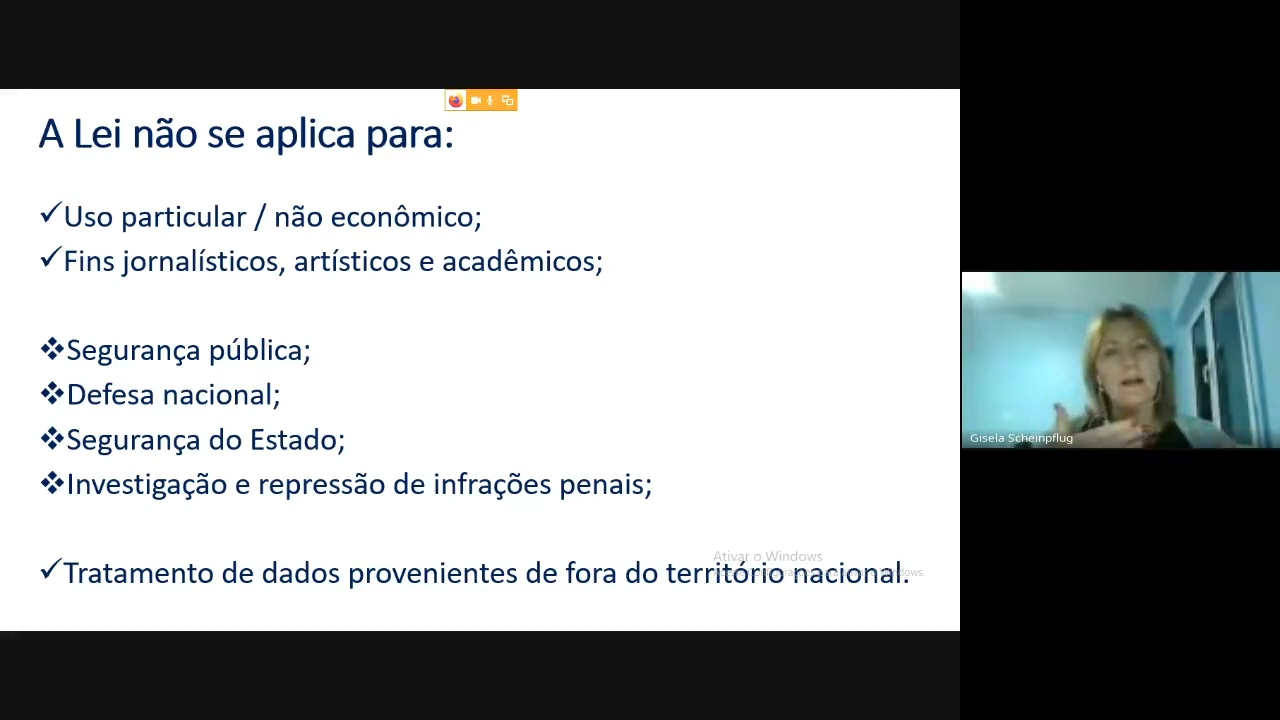 A Lei não se aplica para:
Uso particular / não econômico;
Fins jornalísticos, artísticos e acadêmicos;
Segurança pública;
Defesa nacional;
Segurança do Estado;
Investigação e repressão de infrações penais;
Ativar o Windows
Tratamento de dados provenientes de fora do território nacional.
Gisela Scheinpflug